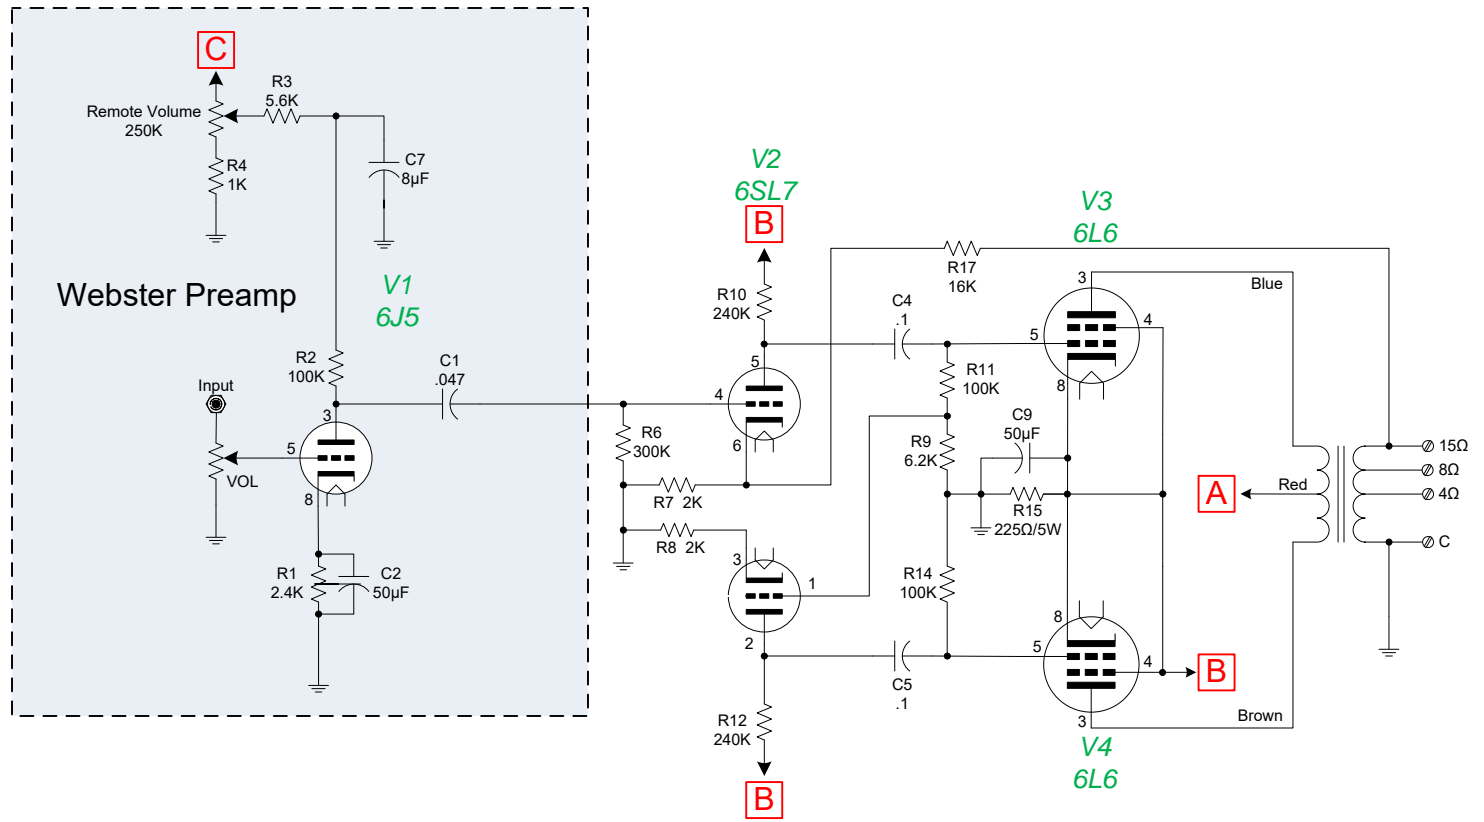 C
R3
5.6K
Remote Volume
250K
R4
1K
C7
8µF
Webster Preamp
V1
6J5
R2
100K
C1
.047
Input
3
5
VOL
8
R1
2.4K
C2
50µF
V2
6SL7
B
R10
240K
5
4
6
R6
300K
R7 2K
R8 2K
3
1
2
R12
240K
B
R17
16K
C4
.1
R11
100K
R9
6.2K
C9
50µF
R15
225Ω/5W
R14
100K
C5
.1
V3
6L6
3
4
5
8
Blue
8
5
4
3
B
Brown
V4
6L6
A
Red
15Ω
8Ω
4Ω
C